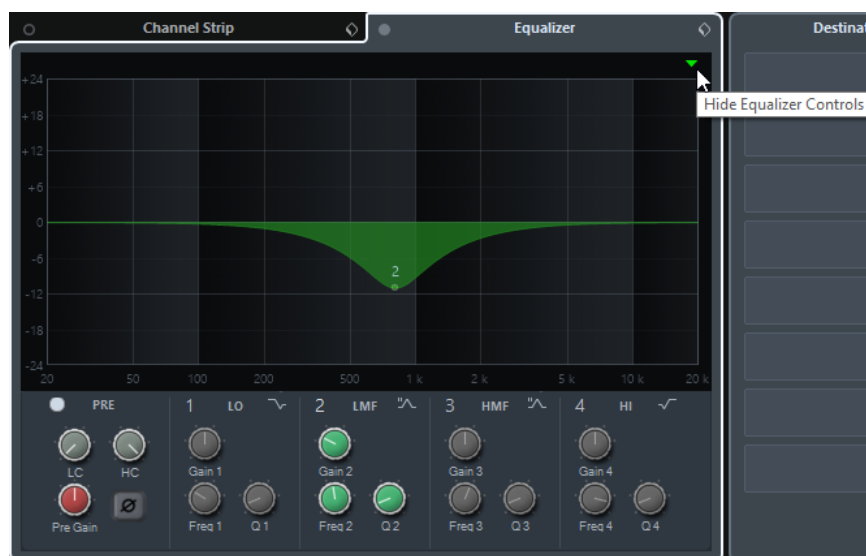 Channel Strip
Equalizer
Destinat
Hide Equalizer Controls
+24
+18
+12
+6
0
-6
-12
-18
-24
2
20 50 100 200 500 1 k 2 k 5 k 10 k 20 k
PRE 1 LO 2 LMF 3 HMF 4 HI
LC HC Gain 1 Gain 2 Gain 3 Gain 4
Pre Gain Ø Freq 1 Q 1 Freq 2 Q 2 Freq 3 Q 3 Freq 4 Q 4